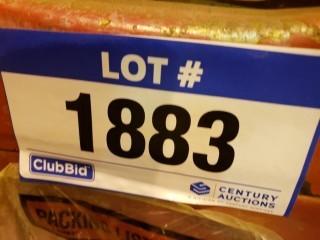 LOT #
1883
ClubBid
CENTURY
AUCTIONS
PACKING LIST